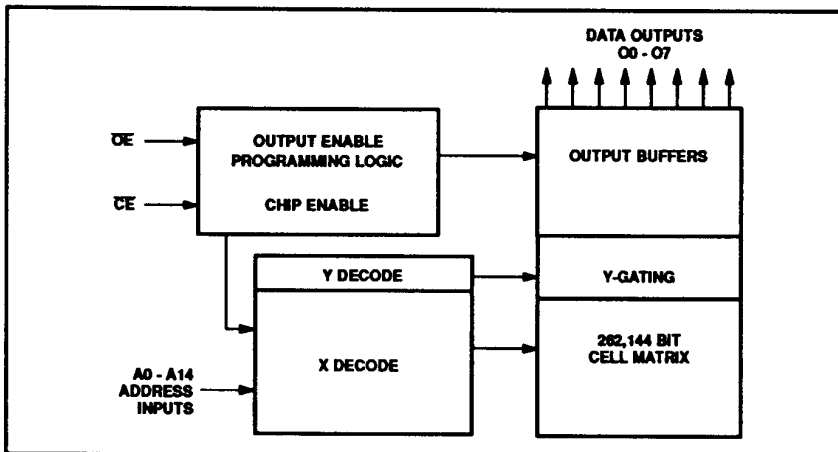 DATA OUTPUTS
O0 - O7
OE
OUTPUT ENABLE
PROGRAMMING LOGIC
OUTPUT BUFFERS
CE
CHIP ENABLE
Y DECODE
Y-GATING
262,144 BIT
CELL MATRIX
X DECODE
A0 - A14
ADDRESS
INPUTS